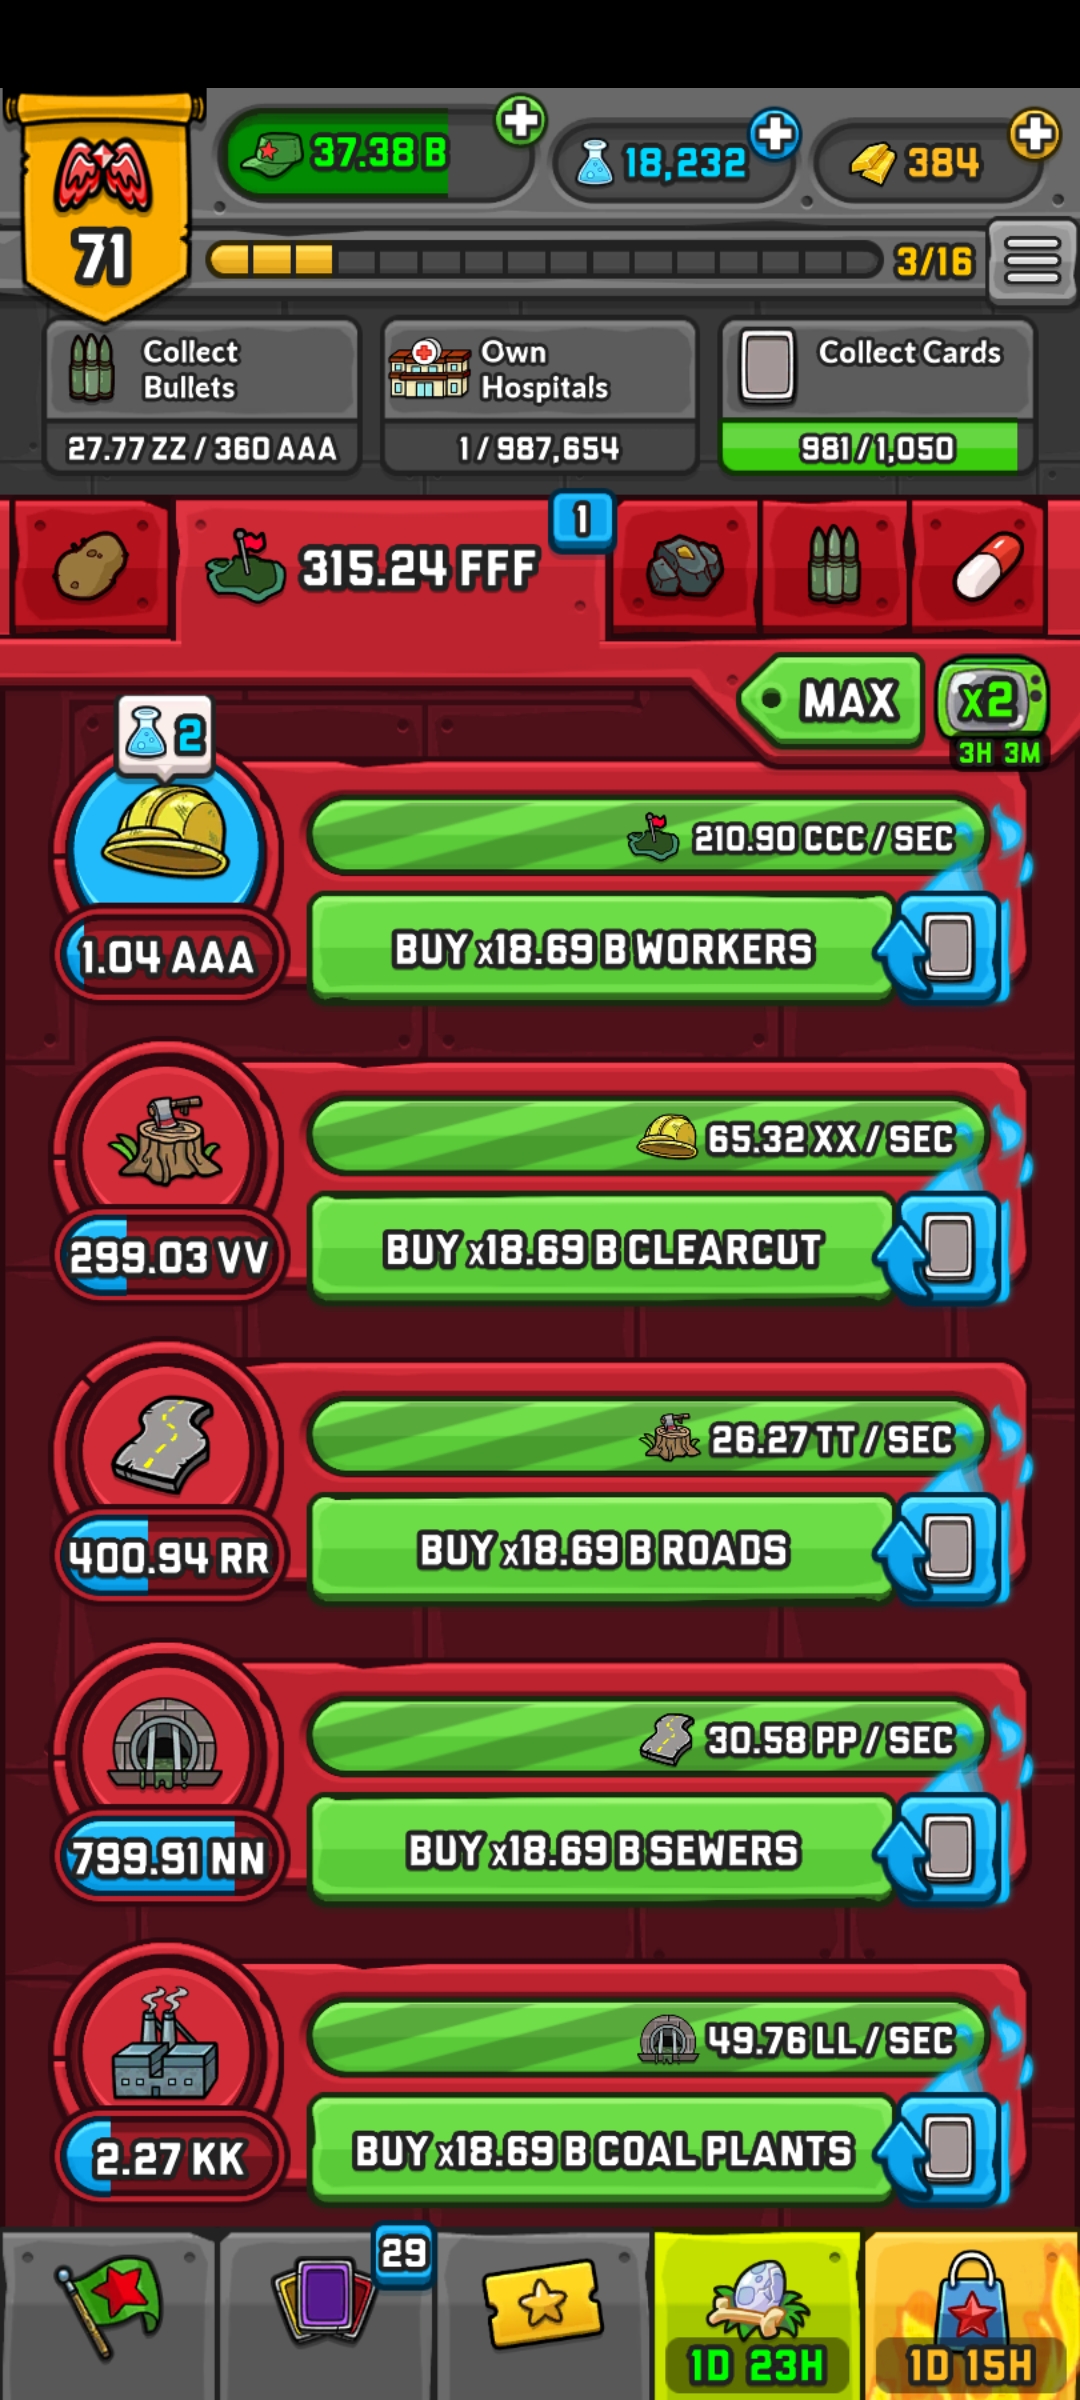 71
37.38 B
18,232
384
3/16
Collect Bullets
27.77 ZZ / 360 AAA
Own Hospitals
1 / 987,654
Collect Cards
981 / 1,050
315.24 FFF
1
MAX
x2
3H 3M
2
210.90 CCC / SEC
1.04 AAA
BUY x18.69 B WORKERS
65.32 XX / SEC
299.03 VV
BUY x18.69 B CLEARCUT
26.27 TT / SEC
400.94 RR
BUY x18.69 B ROADS
30.58 PP / SEC
799.91 NN
BUY x18.69 B SEWERS
49.76 LL / SEC
2.27 KK
BUY x18.69 B COAL PLANTS
29
1D 23H
1D 15H